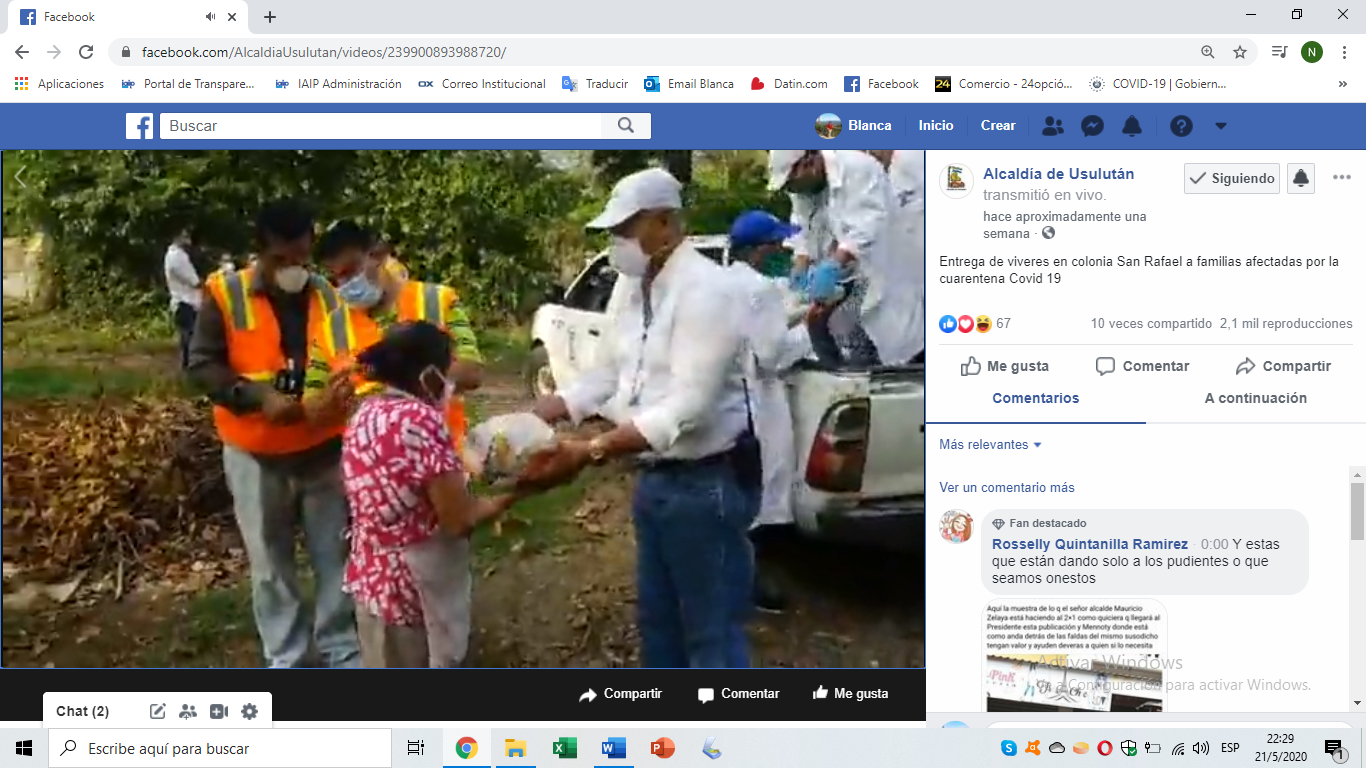 Facebook
facebook.com/AlcaldiaUsulutan/videos/239900893988720/
N
Aplicaciones
Portal de Transpare...
IAIP Administración
Correo Institucional
Traducir
Email Blanca
Datin.com
Facebook
24
Comercio - 24opció...
COVID-19 | Gobiern...
Buscar
Blanca
Inicio
Crear
Alcaldía de Usulután
transmitió en vivo.
hace aproximadamente una
semana ·
Siguiendo
Entrega de viveres en colonia San Rafael a familias afectadas por la
cuarentena Covid 19
67
10 veces compartido 2,1 mil reproducciones
Me gusta
Comentar
Compartir
Comentarios
A continuación
Más relevantes
Ver un comentario más
Fan destacado
Rosselly Quintanilla Ramirez · 0:00 Y estas
que están dando solo a los pudientes o que
seamos onestos
Aquí la muestra de lo q el señor alcalde Mauricio
Zelaya está haciendo al 2×1 como quiciera q llegará al
Presidente esta publicación y Mennoty donde está
como anda detrás de las faldas del mismo susodicho
tengan valor y ayuden deveras a quien si lo necesita
Activar Windows
Ve a Configuración para activar Windows.
Compartir
Comentar
Me gusta
Chat (2)
Escribe aquí para buscar
ESP
22:29
21/5/2020
1